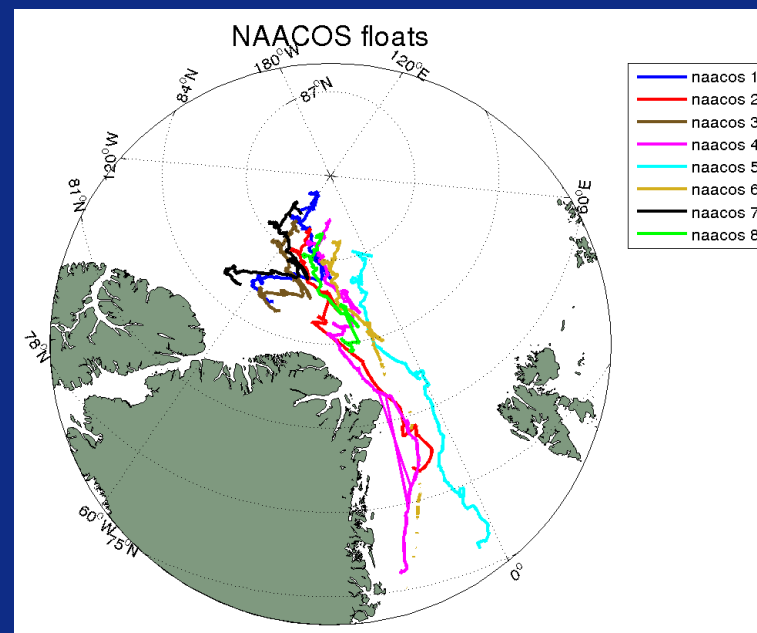 NAACOS floats
180°W
120°E
84°N
87°N
120°W
81°N
60°E
78°N
60°W
75°N
0°
naacos 1
naacos 2
naacos 3
naacos 4
naacos 5
naacos 6
naacos 7
naacos 8